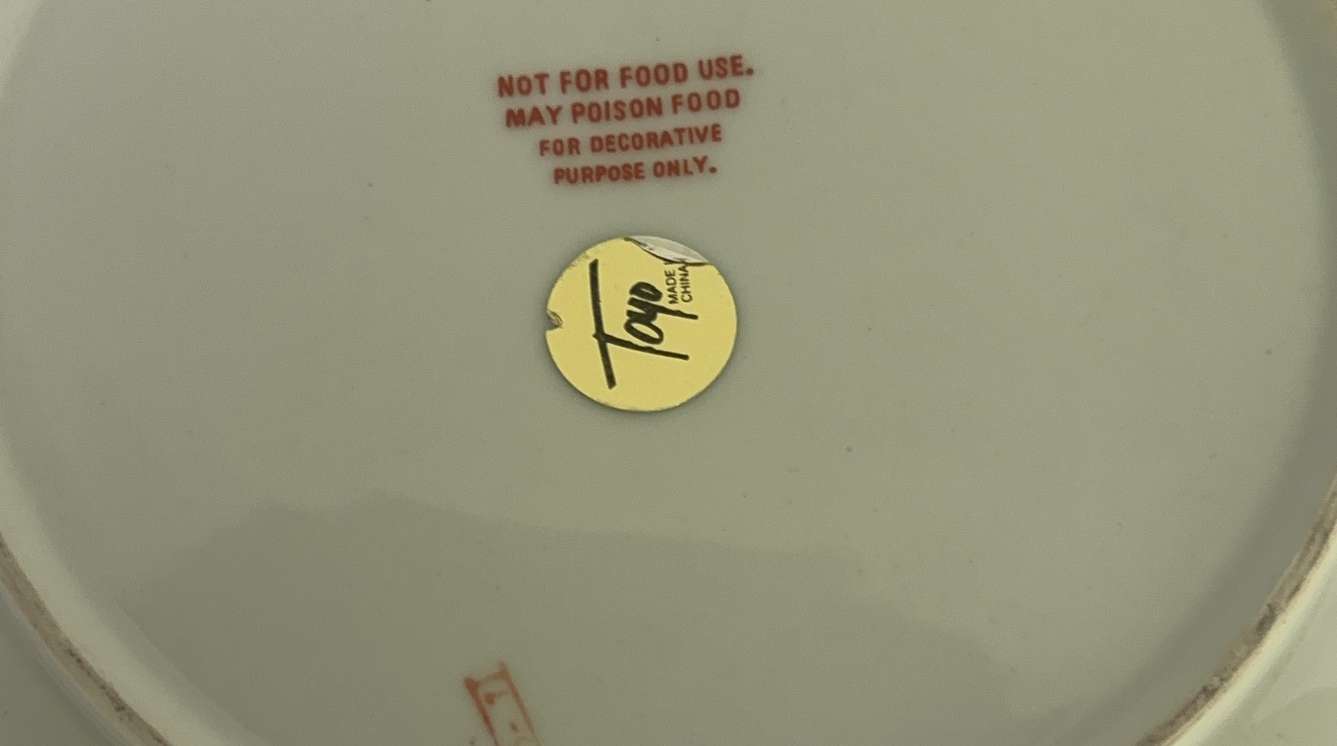 NOT FOR FOOD USE.
MAY POISON FOOD
FOR DECORATIVE
PURPOSE ONLY.
Toyo
MADE
CHINA